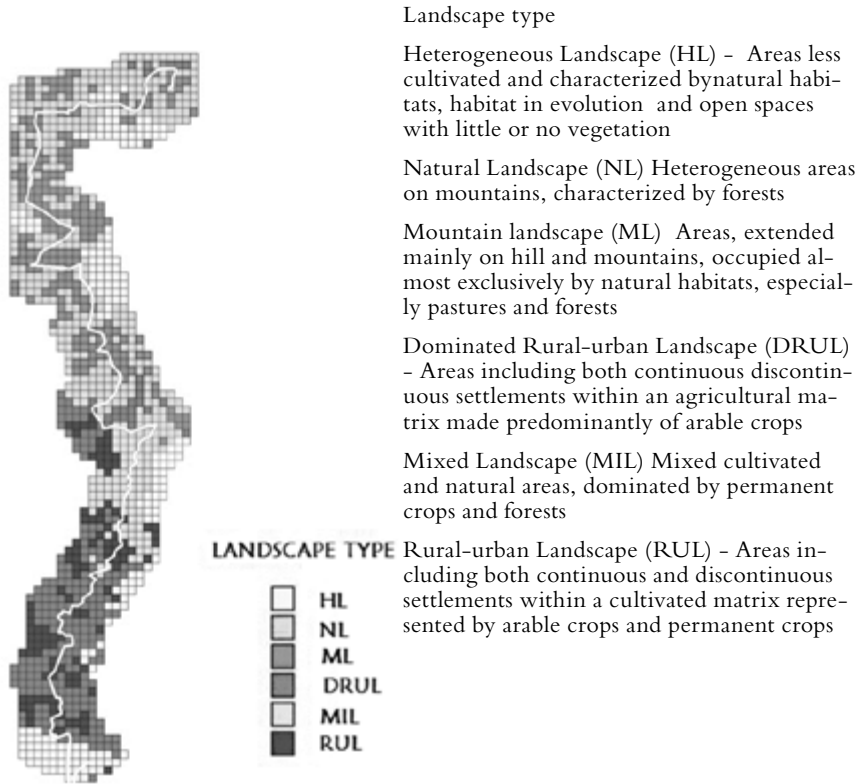 Landscape type
Heterogeneous Landscape (HL) - Areas less
cultivated and characterized bynatural habi-
tats, habitat in evolution and open spaces
with little or no vegetation
Natural Landscape (NL) Heterogeneous areas
on mountains, characterized by forests
Mountain landscape (ML) Areas, extended
mainly on hill and mountains, occupied al-
most exclusively by natural habitats, especial-
ly pastures and forests
Dominated Rural-urban Landscape (DRUL)
- Areas including both continuous discontin-
uous settlements within an agricultural ma-
trix made predominantly of arable crops
Mixed Landscape (MIL) Mixed cultivated
and natural areas, dominated by permanent
crops and forests
Rural-urban Landscape (RUL) - Areas in-
cluding both continuous and discontinuous
settlements within a cultivated matrix repre-
sented by arable crops and permanent crops
LANDSCAPE TYPE
HL
NL
ML
DRUL
MIL
RUL